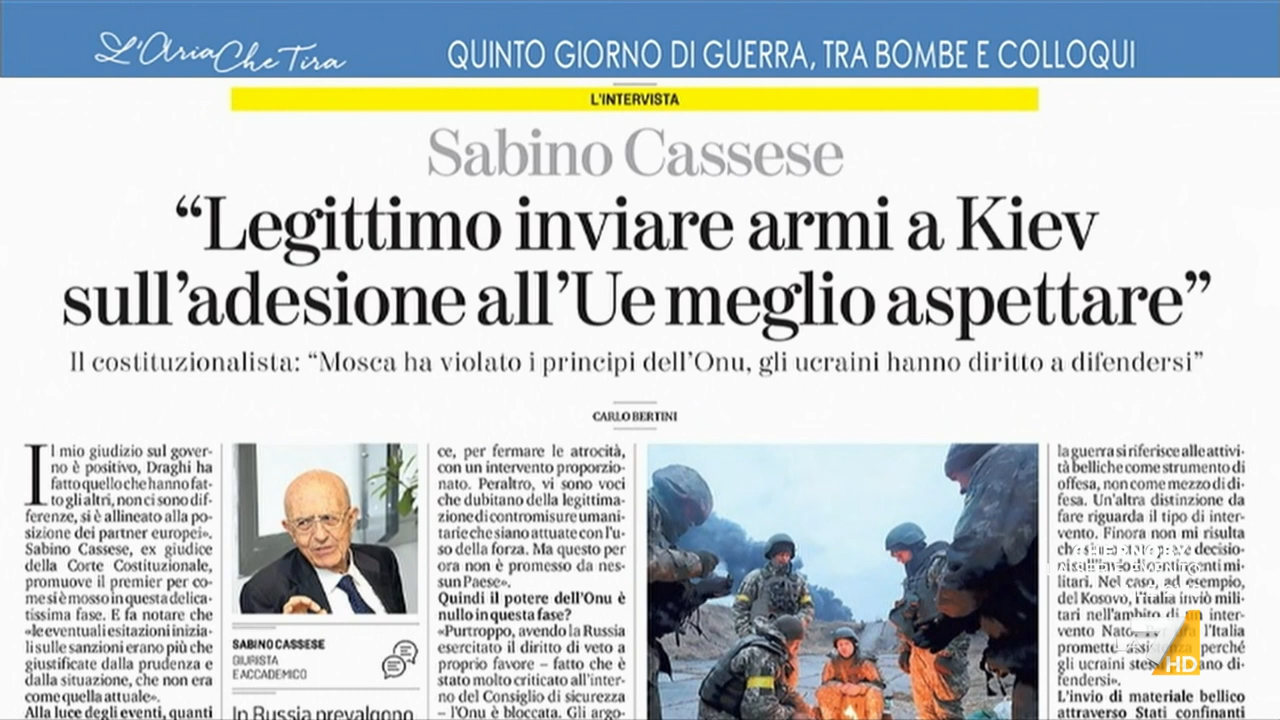 L'Aria Che Tira
QUINTO GIORNO DI GUERRA, TRA BOMBE E COLLOQUI
L'INTERVISTA
Sabino Cassese
“Legittimo inviare armi a Kiev
sull’adesione all’Ue meglio aspettare”
Il costituzionalista: “Mosca ha violato i principi dell’Onu, gli ucraini hanno diritto a difendersi”
CARLO BERTINI
Il mio giudizio sul gover-
no è positivo, Draghi ha
fatto quello che hanno fat-
to gli altri, non ci sono dif-
ferenze, si è allineato alla po-
sizione dei partner europei».
Sabino Cassese, ex giudice
della Corte Costituzionale,
promuove il premier per co-
me si è mosso in questa delica-
tissima fase. E fa notare che
«le eventuali esitazioni inizia-
li sulle sanzioni erano più che
giustificate dalla prudenza e
dalla situazione, che non era
come quella attuale».
Alla luce degli eventi, quanti
SABINO CASSESE
GIURISTA
E ACCADEMICO
In Russia prevalgono
ce, per fermare le atrocità,
con un intervento proporzio-
nato. Peraltro, vi sono voci
che dubitano della legittima-
zione di contromisure umani-
tarie che siano attuate con l’u-
so della forza. Ma questo per
ora non è promesso da nes-
sun Paese».
Quindi il potere dell’Onu è
nullo in questa fase?
«Purtroppo, avendo la Russia
esercitato il diritto di veto a
proprio favore – fatto che è
stato molto criticato all’inter-
no del Consiglio di sicurezza
– l’Onu è bloccata. Gli argo-
la guerra si riferisce alle attivi-
tà belliche come strumento di
offesa, non come mezzo di di-
fesa. Un’altra distinzione da
fare riguarda il tipo di inter-
vento. Finora non mi risulta
decisio-
litari. Nel caso, ad esempio,
del Kosovo, l’Italia inviò mili-
tari nell’ambito di un inter-
vento Nato. l’Italia
promette perché
gli ucraini di-
fendersi».
L’invio di materiale bellico
attraverso Stati confinanti
CHERNOBYL
HD